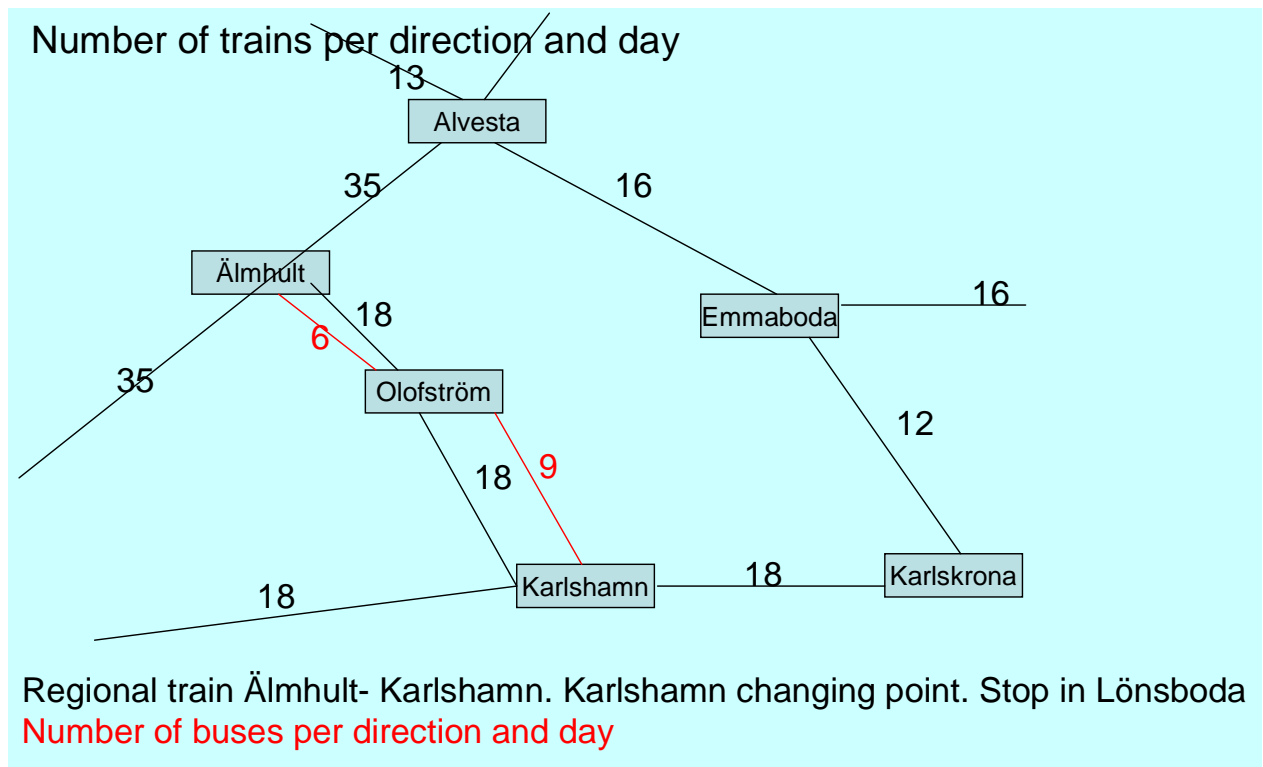 Number of trains per direction and day
13
Alvesta
35
16
Älmhult
18
6
16
Emmaboda
35
Olofström
12
18
9
18
Karlshamn
18
Karlskrona
Regional train Älmhult- Karlshamn. Karlshamn changing point. Stop in Lönsboda
Number of buses per direction and day